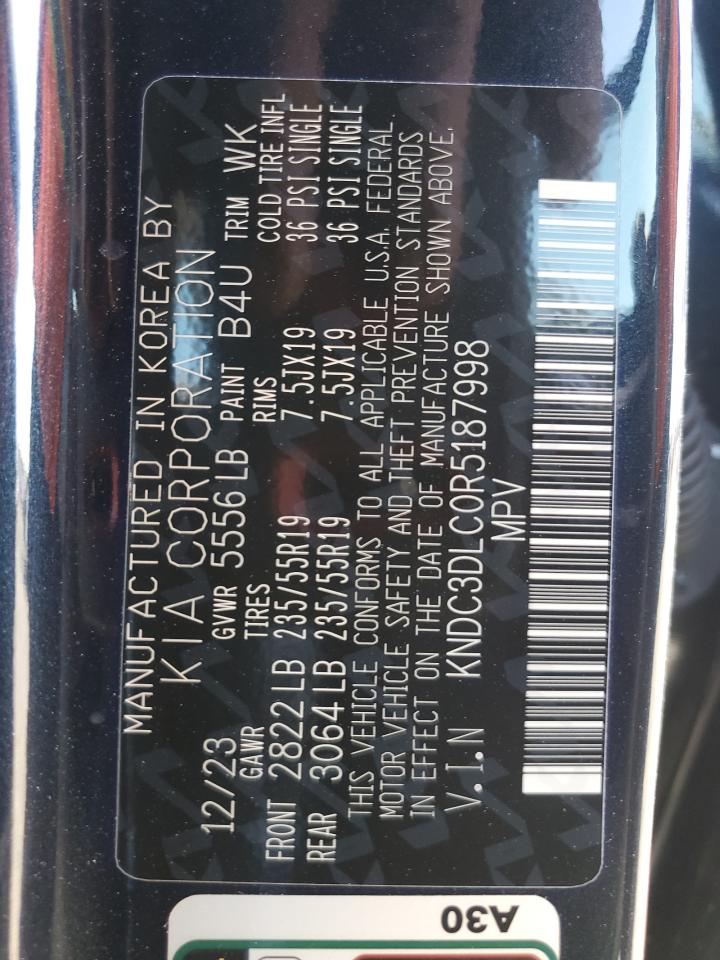 MANUFACTURED IN KOREA BY
KIA CORPORATION
12/23 GVWR 5556 LB PAINT B4U TRIM WK
GAWR TIRES RIMS COLD TIRE INFL
FRONT 2822 LB 235/55R19 7.5JX19 36 PSI SINGLE
REAR 3064 LB 235/55R19 7.5JX19 36 PSI SINGLE
THIS VEHICLE CONFORMS TO ALL APPLICABLE U.S.A. FEDERAL
MOTOR VEHICLE SAFETY AND THEFT PREVENTION STANDARDS
IN EFFECT ON THE DATE OF MANUFACTURE SHOWN ABOVE.
V.I.N KNDC3DLC0R5187998
MPV
A30